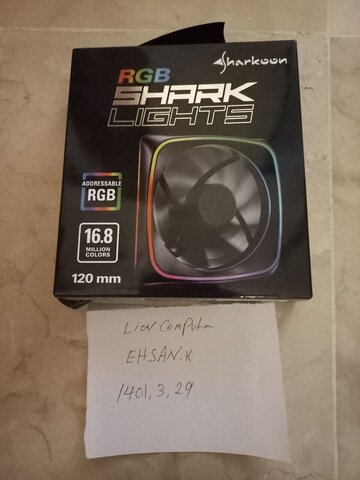 Sharkoon
RGB
SHARK
LIGHTS
ADDRESSABLE
RGB
16.8
MILLION
COLORS
120 mm
Lion Computer
EHSAN.K
1401,3,29